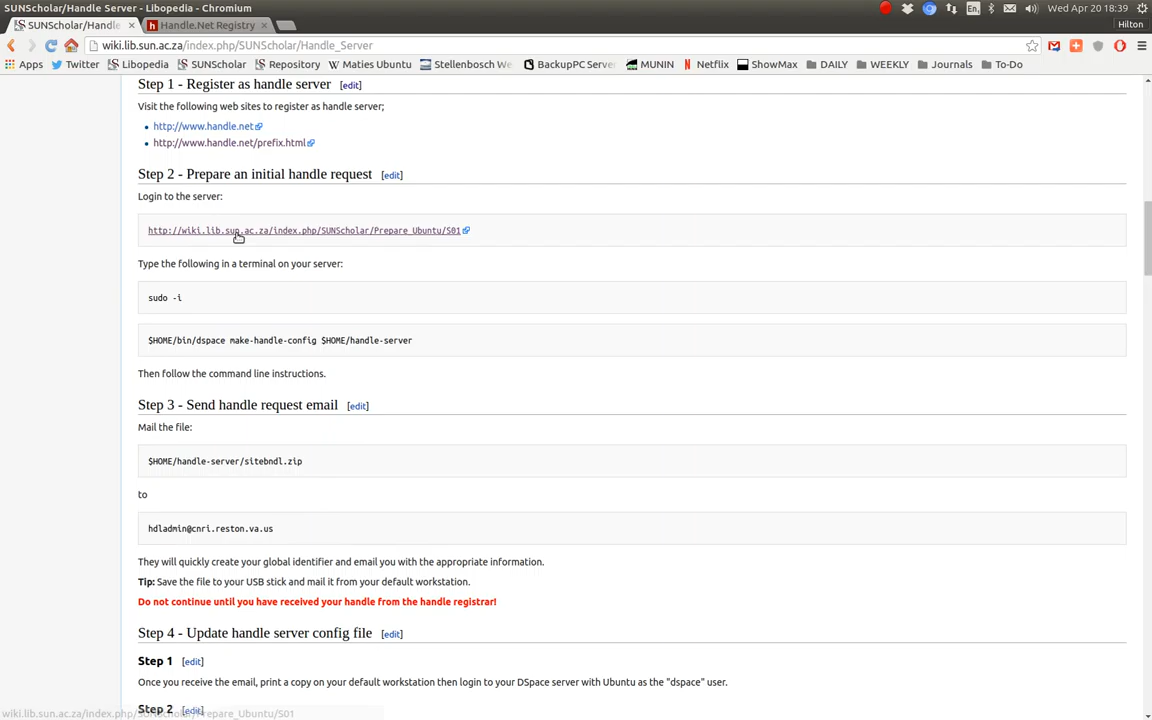 SUNScholar/Handle Server - Libopedia - Chromium
En
Wed Apr 20 18:39
SUNScholar/Handle
Handle.Net Registry
Hilton
wiki.lib.sun.ac.za/index.php/SUNScholar/Handle_Server
Apps Twitter Libopedia SUNScholar Repository Maties Ubuntu Stellenbosch We BackupPC Serve MUNIN Netflix ShowMax DAILY WEEKLY Journals To-Do
Step 1 - Register as handle server [edit]
Visit the following web sites to register as handle server;
http://www.handle.net
http://www.handle.net/prefix.html
Step 2 - Prepare an initial handle request [edit]
Login to the server:
http://wiki.lib.sun.ac.za/index.php/SUNScholar/Prepare_Ubuntu/S01
Type the following in a terminal on your server:
sudo -i
$HOME/bin/dspace make-handle-config $HOME/handle-server
Then follow the command line instructions.
Step 3 - Send handle request email [edit]
Mail the file:
$HOME/handle-server/sitebndl.zip
to
hdladmin@cnri.reston.va.us
They will quickly create your global identifier and email you with the appropriate information.
Tip: Save the file to your USB stick and mail it from your default workstation.
Do not continue until you have received your handle from the handle registrar!
Step 4 - Update handle server config file [edit]
Step 1 [edit]
Once you receive the email, print a copy on your default workstation then login to your DSpace server with Ubuntu as the "dspace" user.
Step 2 [edit]
wiki.lib.sun.ac.za/index.php/SUNScholar/Prepare_Ubuntu/S01